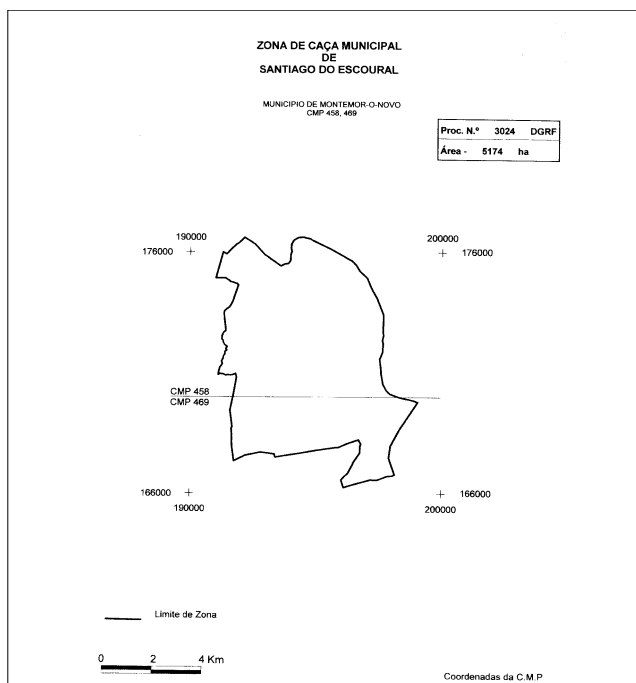 ZONA DE CAÇA MUNICIPAL
DE
SANTIAGO DO ESCOURAL
MUNICIPIO DE MONTEMOR-O-NOVO
CMP 458, 469
Proc. N.º 3024 DGRF
Área - 5174 ha
190000
200000
176000
176000
CMP 458
CMP 469
166000
166000
190000
200000
Limite de Zona
0 2 4 Km
Coordenadas da C.M.P